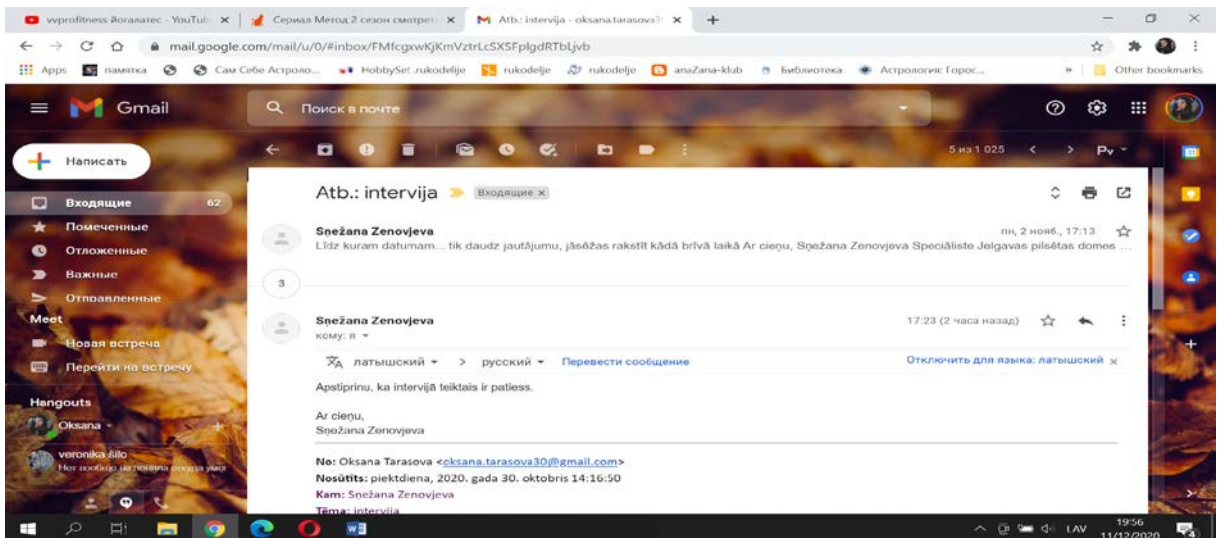 vvprofitness йогалатес - YouTub
Сериал Метод 2 сезон смотреть
Atb.: intervija - oksana.tarasova3
mail.google.com/mail/u/0/#inbox/FMfcgxwKjKmVztrLcSXSFplgdRTbLjvb
Apps памятка Сам Себе Астроло... HobbySet.rukodelije rukodelje rukodelje anaZana-klub Библиотека Астрология: Горос... » Other bookmarks
Gmail
Поиск в почте
Написать
5 из 1 025
Входящие 62
Помеченные
Отложенные
Важные
Отправленные
Meet
Новая встреча
Перейти на встречу
Hangouts
Oksana
veronika šilo
Atb.: intervija Входящие ×
Sņežana Zenovjeva пн, 2 нояб., 17:13
Līdz kuram datumam... tik daudz jautājumu, jāsēžas rakstīt kādā brīvā laikā Ar cieņu, Sņežana Zenovjeva Speciāliste Jelgavas pilsētas domes ...
3
Sņežana Zenovjeva 17:23 (2 часа назад)
кому: я
латышский > русский Перевести сообщение Отключить для языка: латышский ×
Apstiprinu, ka intervijā teiktais ir patiess.
Ar cieņu,
Sņežana Zenovjeva
No: Oksana Tarasova <oksana.tarasova30@gmail.com>
Nosūtīts: piektdiena, 2020. gada 30. oktobris 14:16:50
Kam: Sņežana Zenovjeva
Tēma: intervija
LAV
19:56
11/12/2020